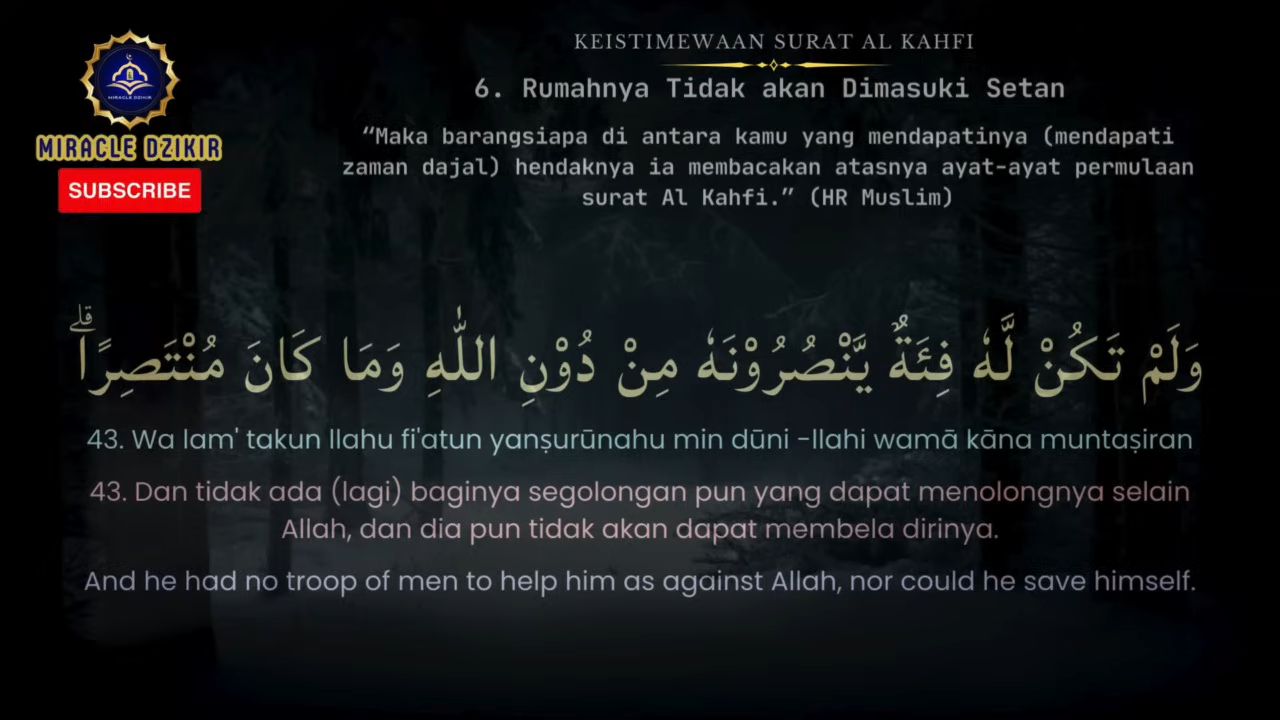 MIRACLE DZIKIR
MIRACLE DZIKIR
SUBSCRIBE
KEISTIMEWAAN SURAT AL KAHFI
6. Rumahnya Tidak akan Dimasuki Setan
“Maka barangsiapa di antara kamu yang mendapatinya (mendapati
zaman dajal) hendaknya ia membacakan atasnya ayat-ayat permulaan
surat Al Kahfi.” (HR Muslim)
وَلَمْ تَكُنْ لَّهٗ فِئَةٌ يَّنْصُرُوْنَهٗ مِنْ دُوْنِ اللّٰهِ وَمَا كَانَ مُنْتَصِرًاۗ
43. Wa lam' takun llahu fi'atun yanṣurūnahu min dūni -llahi wamā kāna muntaṣiran
43. Dan tidak ada (lagi) baginya segolongan pun yang dapat menolongnya selain
Allah, dan dia pun tidak akan dapat membela dirinya.
And he had no troop of men to help him as against Allah, nor could he save himself.